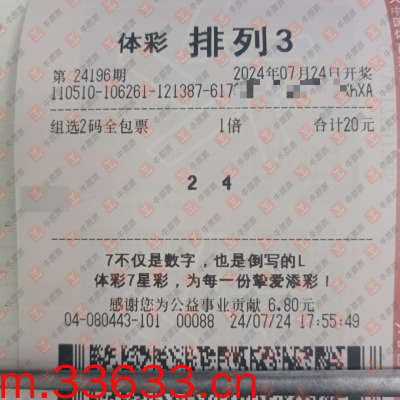 体彩 排列3
第 24196期 2024年07月24日开奖
110510-106261-121387-617 KhXA
组选2码全包票 1倍 合计20元
2 4
7不仅是数字，也是倒写的L
体彩7星彩，为每一份挚爱添彩！
感谢您为公益事业贡献 6.80元
04-080443-101 00088 24/07/24 17:55:49
m.33633.cn